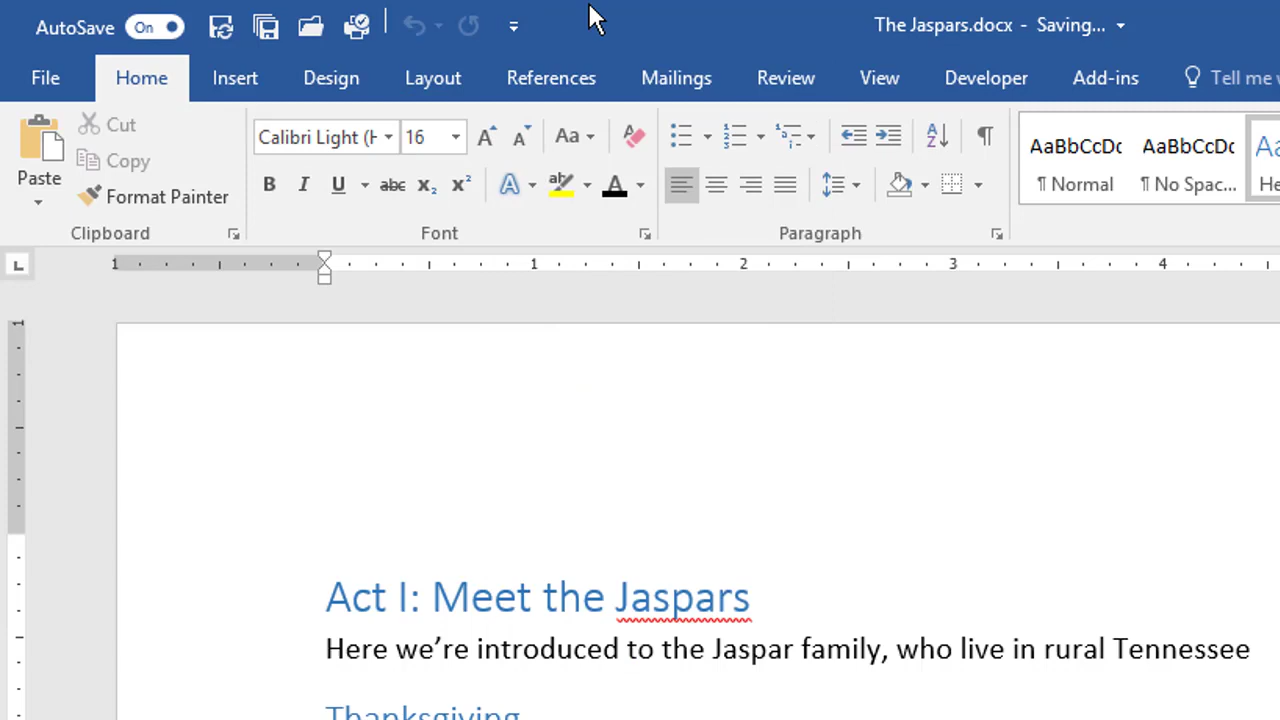 AutoSave On The Jaspars.docx - Saving...
File Home Insert Design Layout References Mailings Review View Developer Add-ins Tell me
Cut
Calibri Light (H 16 Aa
AaBbCcDc AaBbCcDc
Copy
Paste
Format Painter
B I U abc x₂ x² A A
¶ Normal ¶ No Spac... He
Clipboard Font Paragraph
1 1 2 3 4
1
Act I: Meet the Jaspars
Here we’re introduced to the Jaspar family, who live in rural Tennessee
Thanksgiving